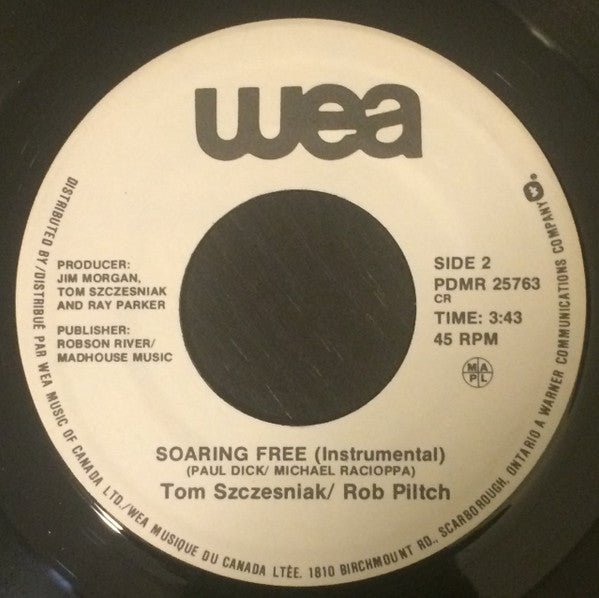 wea
PRODUCER:
JIM MORGAN,
TOM SZCZESNIAK
AND RAY PARKER
PUBLISHER:
ROBSON RIVER/
MADHOUSE MUSIC
SIDE 2
PDMR 25763
CR
TIME: 3:43
45 RPM
M A
P L
SOARING FREE (Instrumental)
(PAUL DICK/ MICHAEL RACIOPPA)
Tom Szczesniak/ Rob Piltch
DISTRIBUTED BY/DISTRIBUÉ PAR WEA MUSIC OF CANADA LTD./WEA MUSIQUE DU CANADA LTÉE. 1810 BIRCHMOUNT RD., SCARBOROUGH, ONTARIO A WARNER COMMUNICATIONS COMPANY